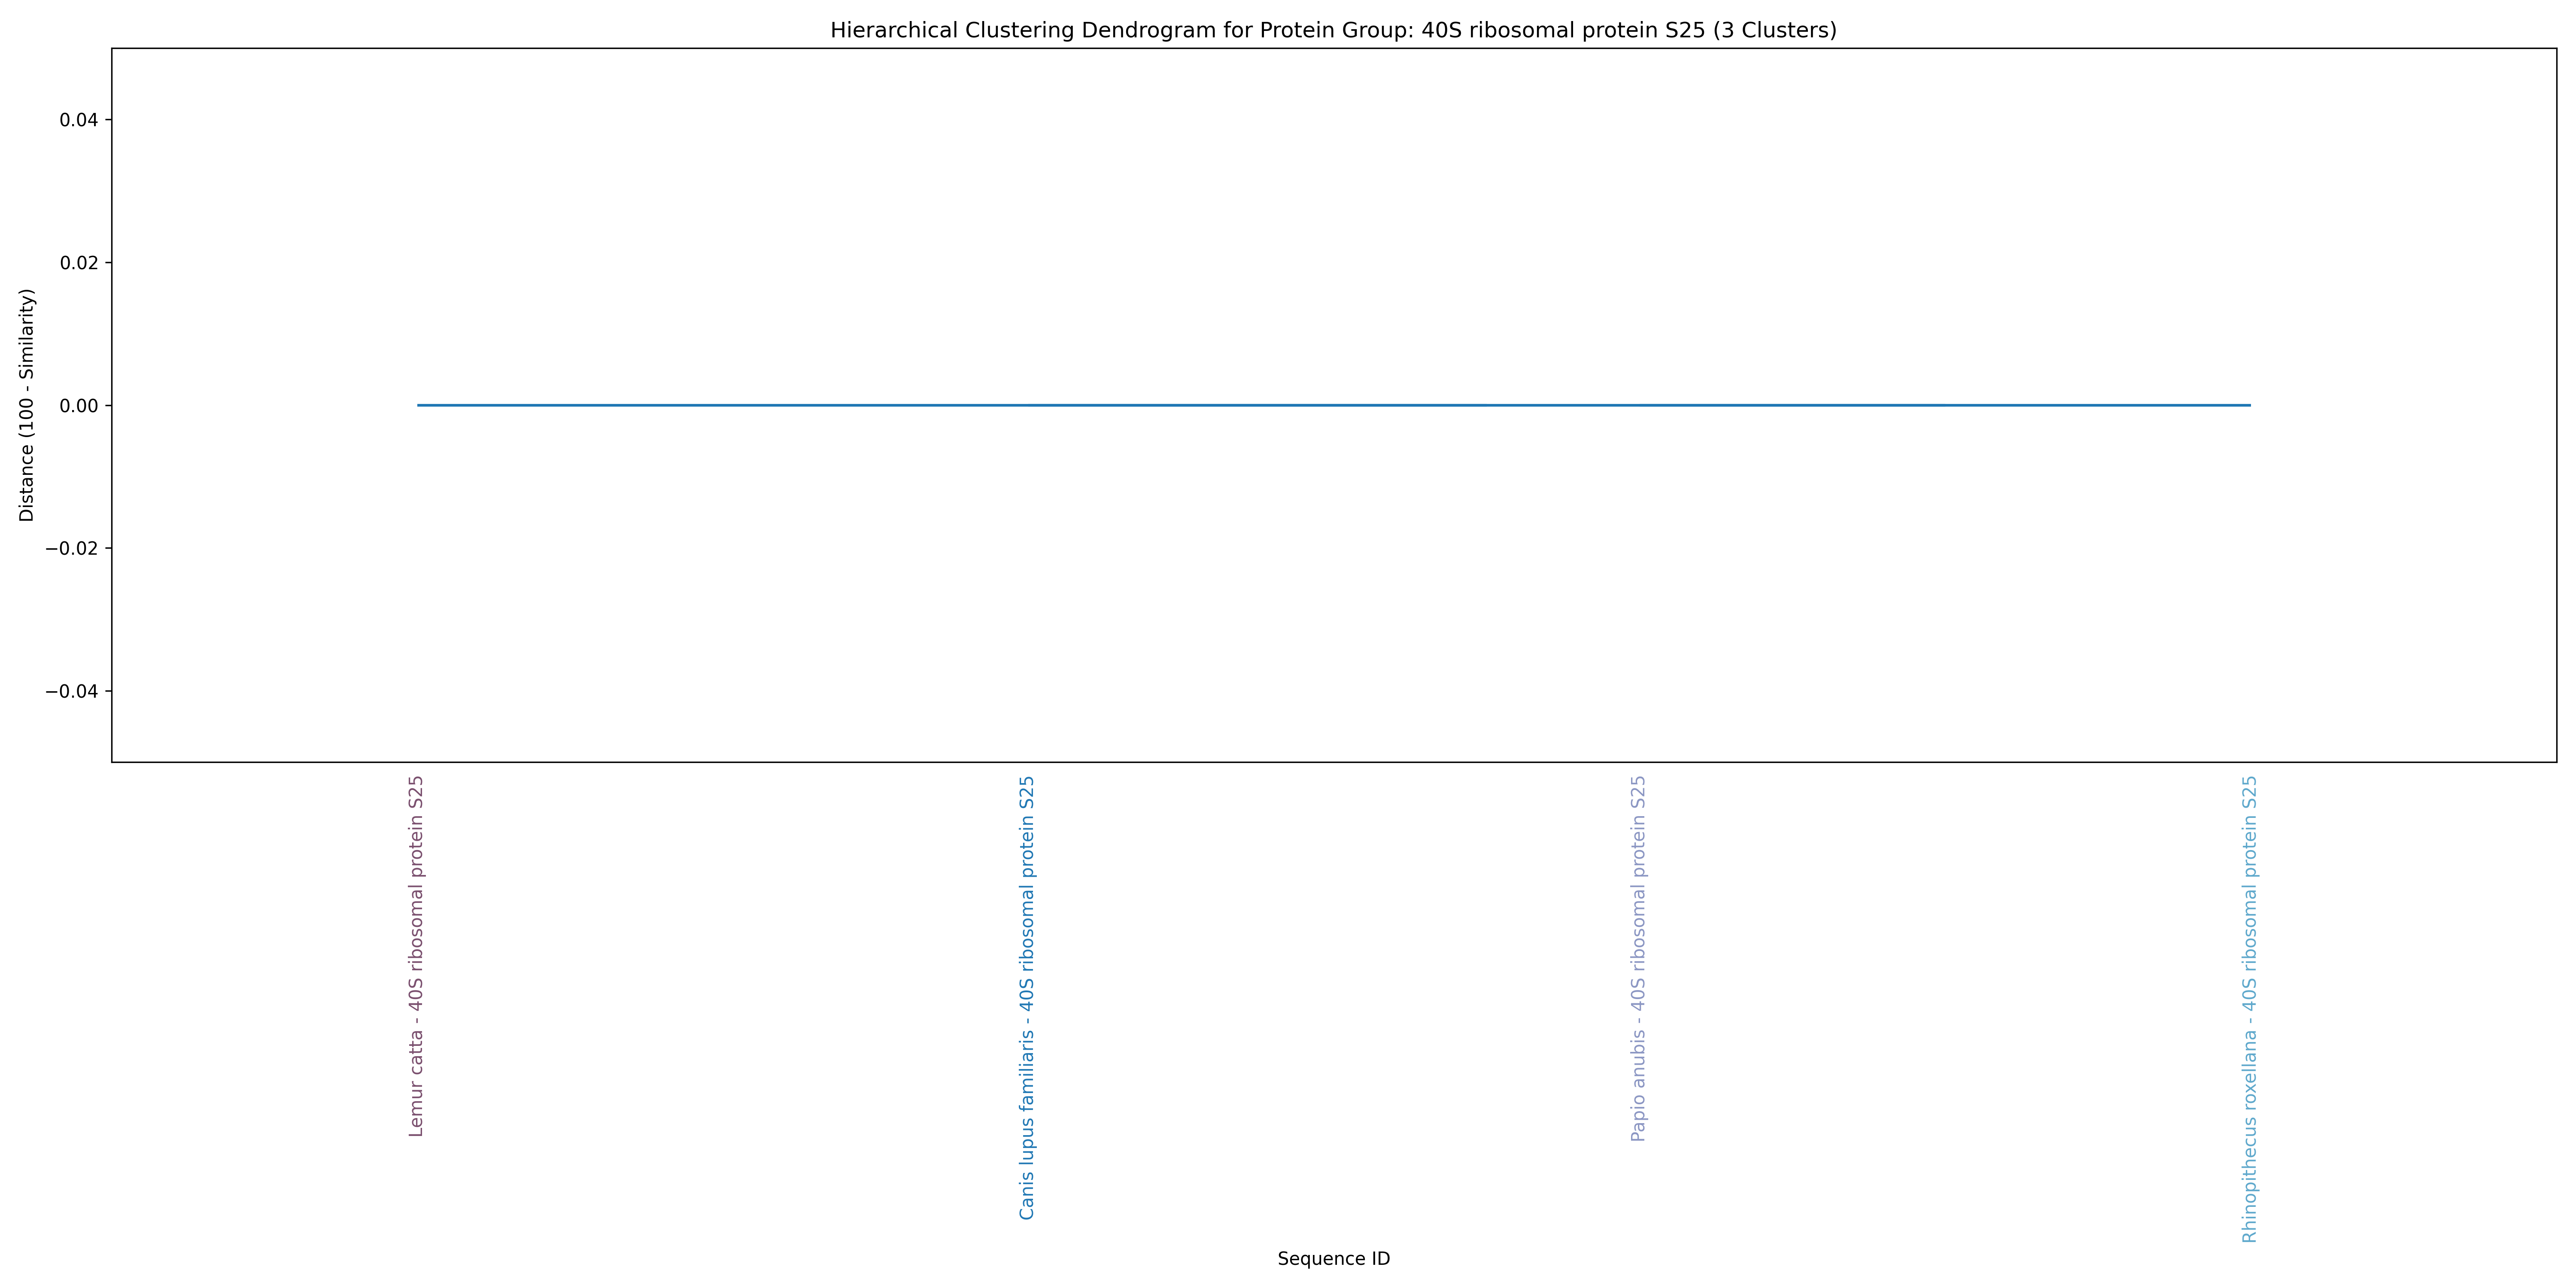 Hierarchical Clustering Dendrogram for Protein Group: 40S ribosomal protein S25 (3 Clusters)
Distance (100 - Similarity)
0.04
0.02
0.00
−0.02
−0.04
Lemur catta - 40S ribosomal protein S25
Canis lupus familiaris - 40S ribosomal protein S25
Papio anubis - 40S ribosomal protein S25
Rhinopithecus roxellana - 40S ribosomal protein S25
Sequence ID